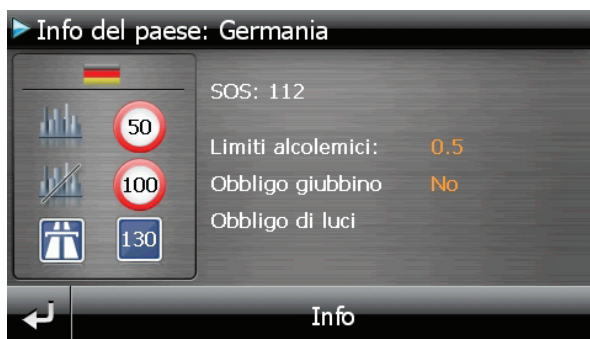 Info del paese: Germania
50
100
130
SOS: 112
Limiti alcolemici: 0.5
Obbligo giubbino No
Obbligo di luci
Info